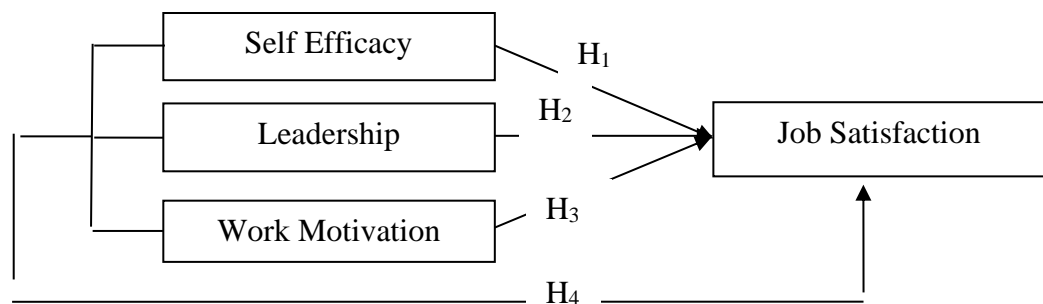 Self Efficacy
H₁
H₂
Leadership
Job Satisfaction
H₃
Work Motivation
H₄